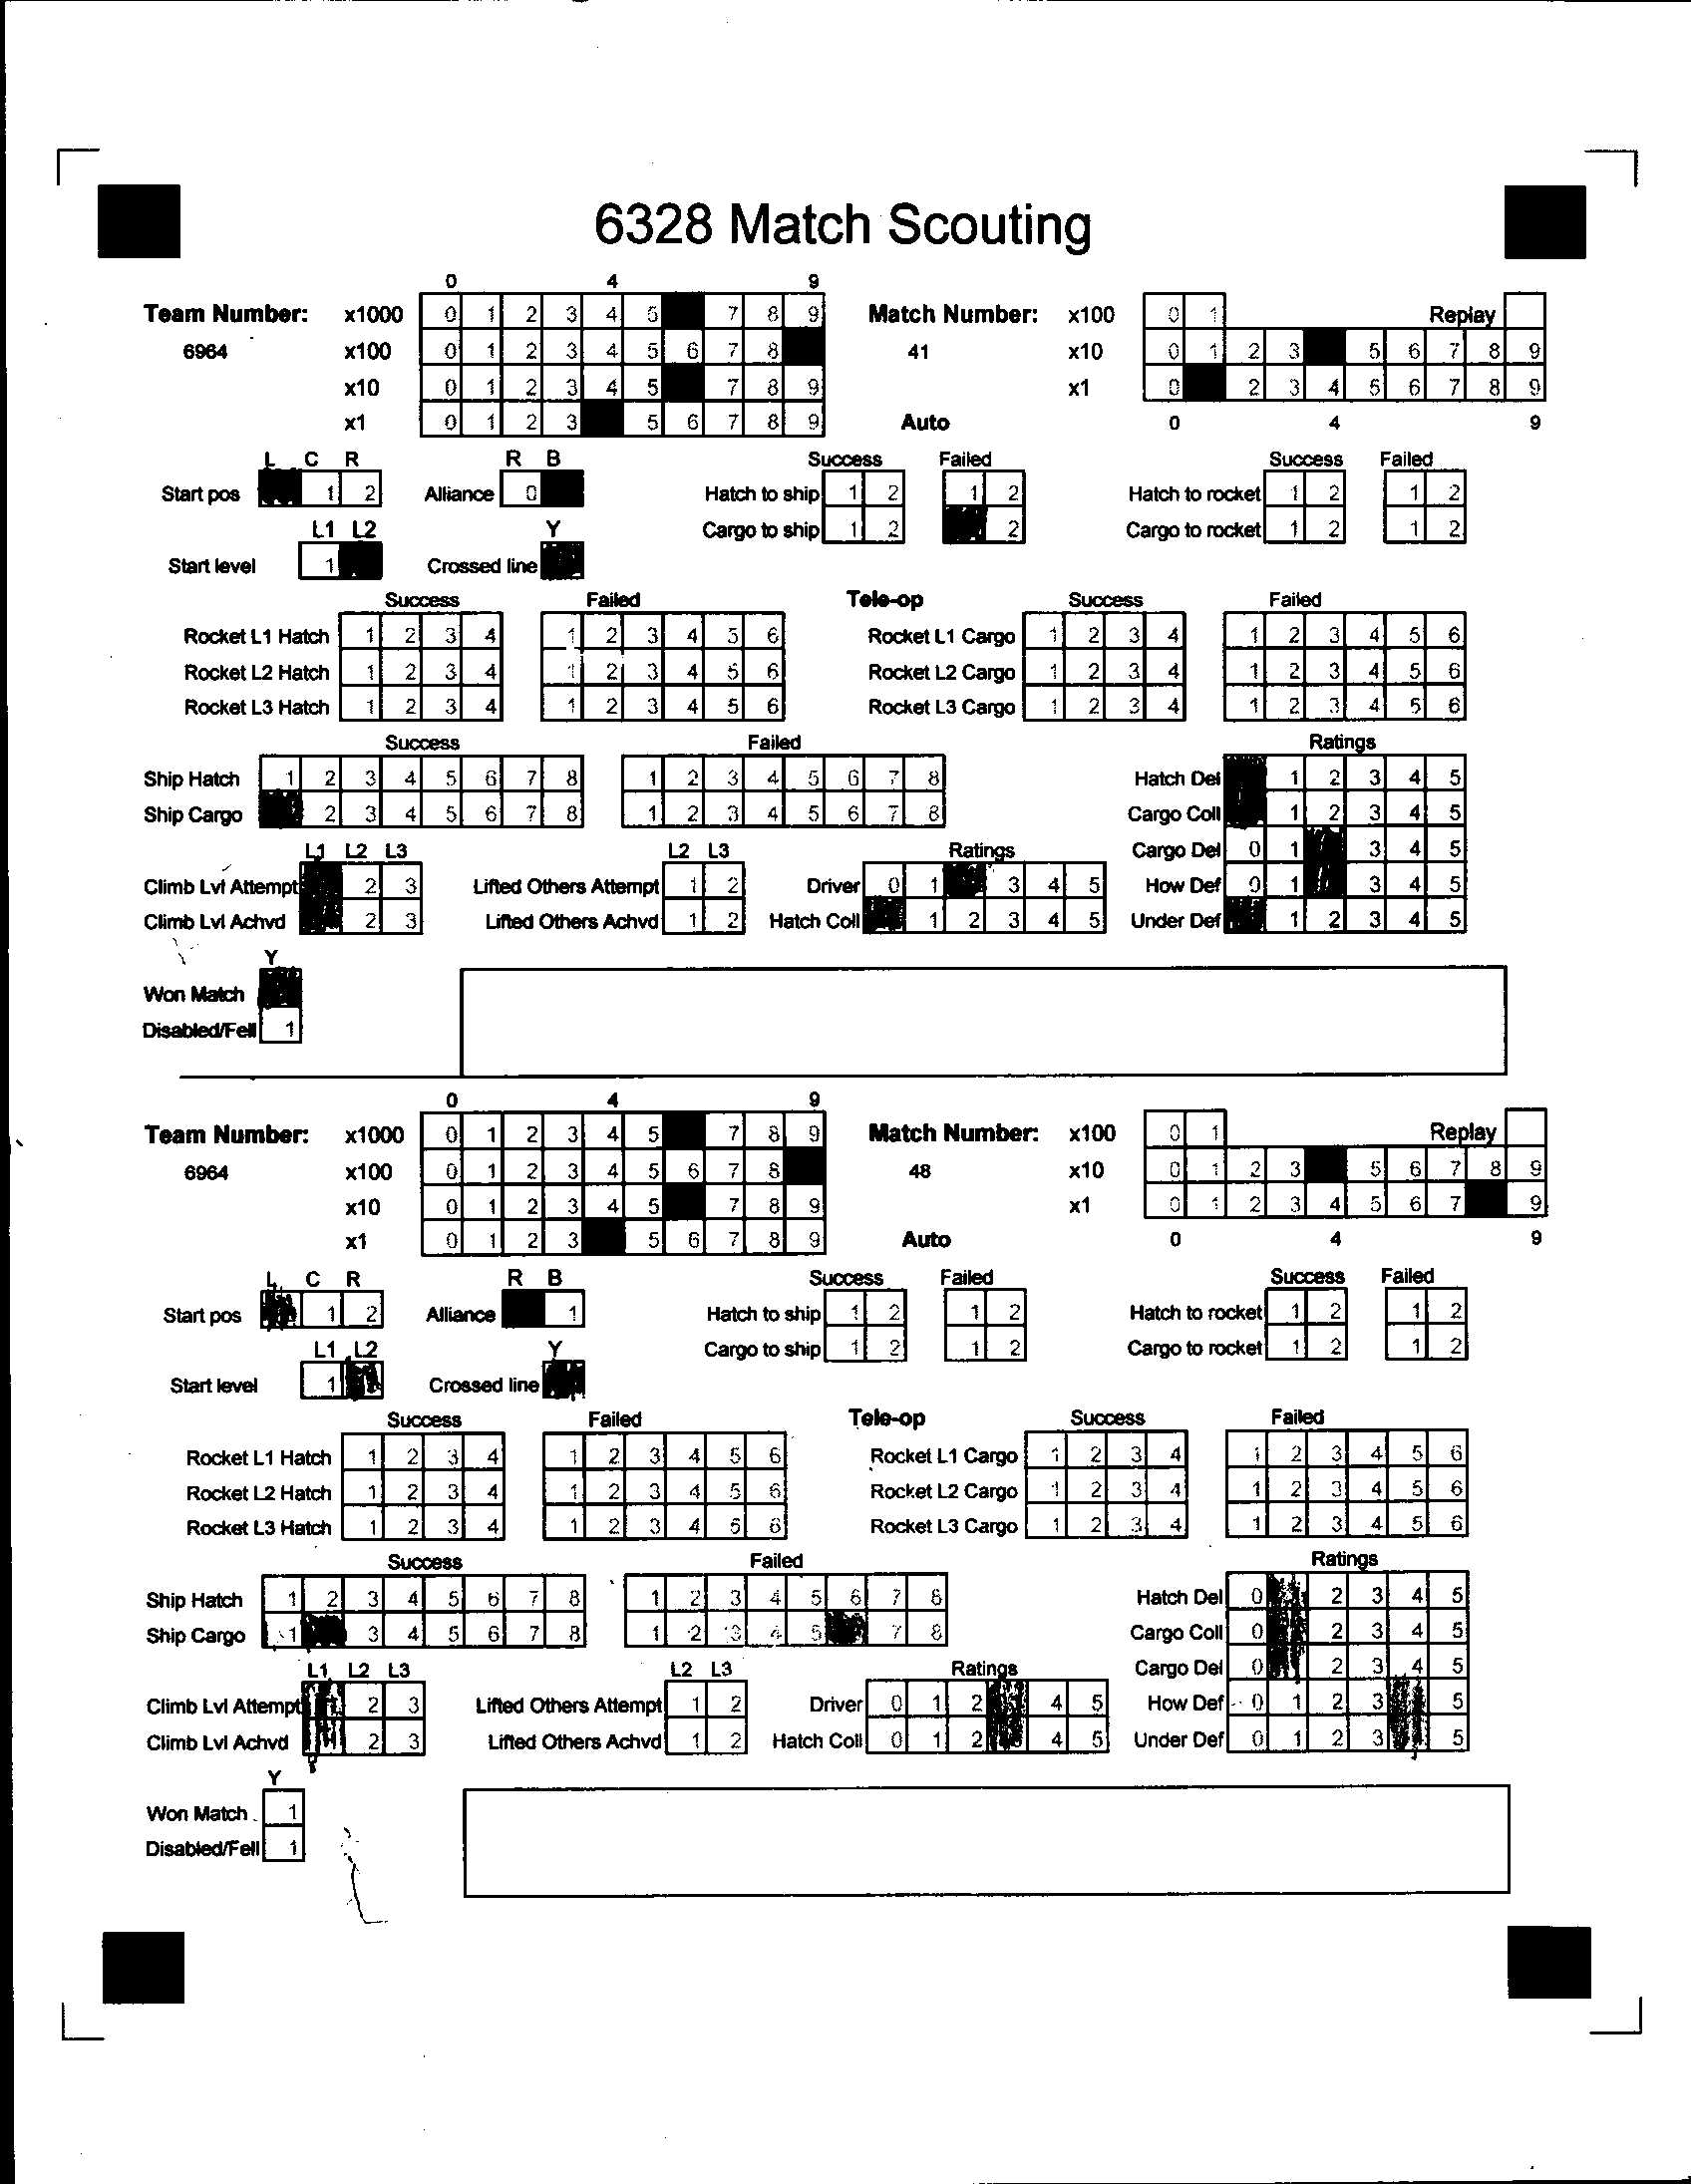 6328 Match Scouting
0 4 9
Team Number: x1000 0 1 2 3 4 5 7 8 9 Match Number: x100 0 1 Replay
6964 x100 0 1 2 3 4 5 6 7 8 41 x10 0 1 2 3 5 6 7 8 9
x10 0 1 2 3 4 5 7 8 9 x1 0 2 3 4 5 6 7 8 9
x1 0 1 2 3 5 6 7 8 9 Auto 0 4 9
L C R R B Success Failed Success Failed
Start pos 1 2 Alliance 0 Hatch to ship 1 2 1 2 Hatch to rocket 1 2 1 2
L1 L2 Y Cargo to ship 1 2 2 Cargo to rocket 1 2 1 2
Start level 1 Crossed line
Success Failed Tele-op Success Failed
Rocket L1 Hatch 1 2 3 4 1 2 3 4 5 6 Rocket L1 Cargo 1 2 3 4 1 2 3 4 5 6
Rocket L2 Hatch 1 2 3 4 1 2 3 4 5 6 Rocket L2 Cargo 1 2 3 4 1 2 3 4 5 6
Rocket L3 Hatch 1 2 3 4 1 2 3 4 5 6 Rocket L3 Cargo 1 2 3 4 1 2 3 4 5 6
Success Failed Ratings
Ship Hatch 1 2 3 4 5 6 7 8 1 2 3 4 5 6 7 8 Hatch Del 1 2 3 4 5
Ship Cargo 2 3 4 5 6 7 8 1 2 3 4 5 6 7 8 Cargo Coll 1 2 3 4 5
L1 L2 L3 L2 L3 Ratings Cargo Del 0 1 3 4 5
Climb Lvl Attempt 2 3 Lifted Others Attempt 1 2 Driver 0 1 3 4 5 How Def 0 1 3 4 5
Climb Lvl Achvd 2 3 Lifted Others Achvd 1 2 Hatch Coll 1 2 3 4 5 Under Def 1 2 3 4 5
Y
Won Match
Disabled/Fell 1
0 4 9
Team Number: x1000 0 1 2 3 4 5 7 8 9 Match Number: x100 0 1 Replay
6964 x100 0 1 2 3 4 5 6 7 8 48 x10 0 1 2 3 5 6 7 8 9
x10 0 1 2 3 4 5 7 8 9 x1 0 1 2 3 4 5 6 7 9
x1 0 1 2 3 5 6 7 8 9 Auto 0 4 9
L C R R B Success Failed Success Failed
Start pos 1 2 Alliance 1 Hatch to ship 1 2 1 2 Hatch to rocket 1 2 1 2
L1 L2 Y Cargo to ship 1 2 1 2 Cargo to rocket 1 2 1 2
Start level 1 Crossed line
Success Failed Tele-op Success Failed
Rocket L1 Hatch 1 2 3 4 1 2 3 4 5 6 Rocket L1 Cargo 1 2 3 4 1 2 3 4 5 6
Rocket L2 Hatch 1 2 3 4 1 2 3 4 5 6 Rocket L2 Cargo 1 2 3 4 1 2 3 4 5 6
Rocket L3 Hatch 1 2 3 4 1 2 3 4 5 6 Rocket L3 Cargo 1 2 3 4 1 2 3 4 5 6
Success Failed Ratings
Ship Hatch 1 2 3 4 5 6 7 8 1 2 3 4 5 6 7 8 Hatch Del 0 2 3 4 5
Ship Cargo 1 3 4 5 6 7 8 1 2 3 4 5 7 8 Cargo Coll 0 2 3 4 5
L1 L2 L3 L2 L3 Ratings Cargo Del 0 2 3 4 5
Climb Lvl Attempt 2 3 Lifted Others Attempt 1 2 Driver 0 1 2 4 5 How Def 0 1 2 3 5
Climb Lvl Achvd 2 3 Lifted Others Achvd 1 2 Hatch Coll 0 1 2 4 5 Under Def 0 1 2 3 5
Y
Won Match 1
Disabled/Fell 1